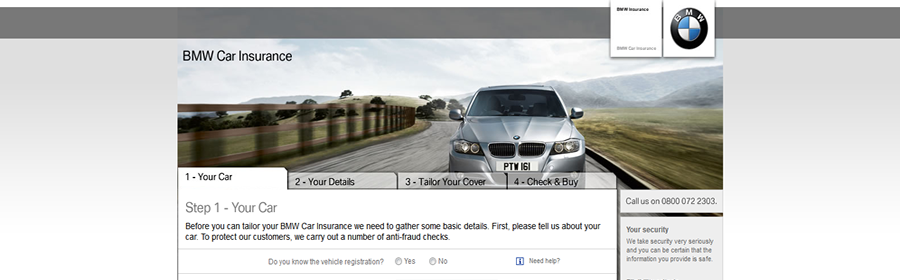 BMW Insurance
BMW Car Insurance
BMW
BMW Car Insurance
PTW 161
1 - Your Car
2 - Your Details
3 - Tailor Your Cover
4 - Check & Buy
Step 1 - Your Car
Before you can tailor your BMW Car Insurance we need to gather some basic details. First, please tell us about your
car. To protect our customers, we carry out a number of anti-fraud checks.
Do you know the vehicle registration?
Yes
No
Need help?
Call us on 0800 072 2303.
Your security
We take security very seriously
and you can be certain that the
information you provide is safe.